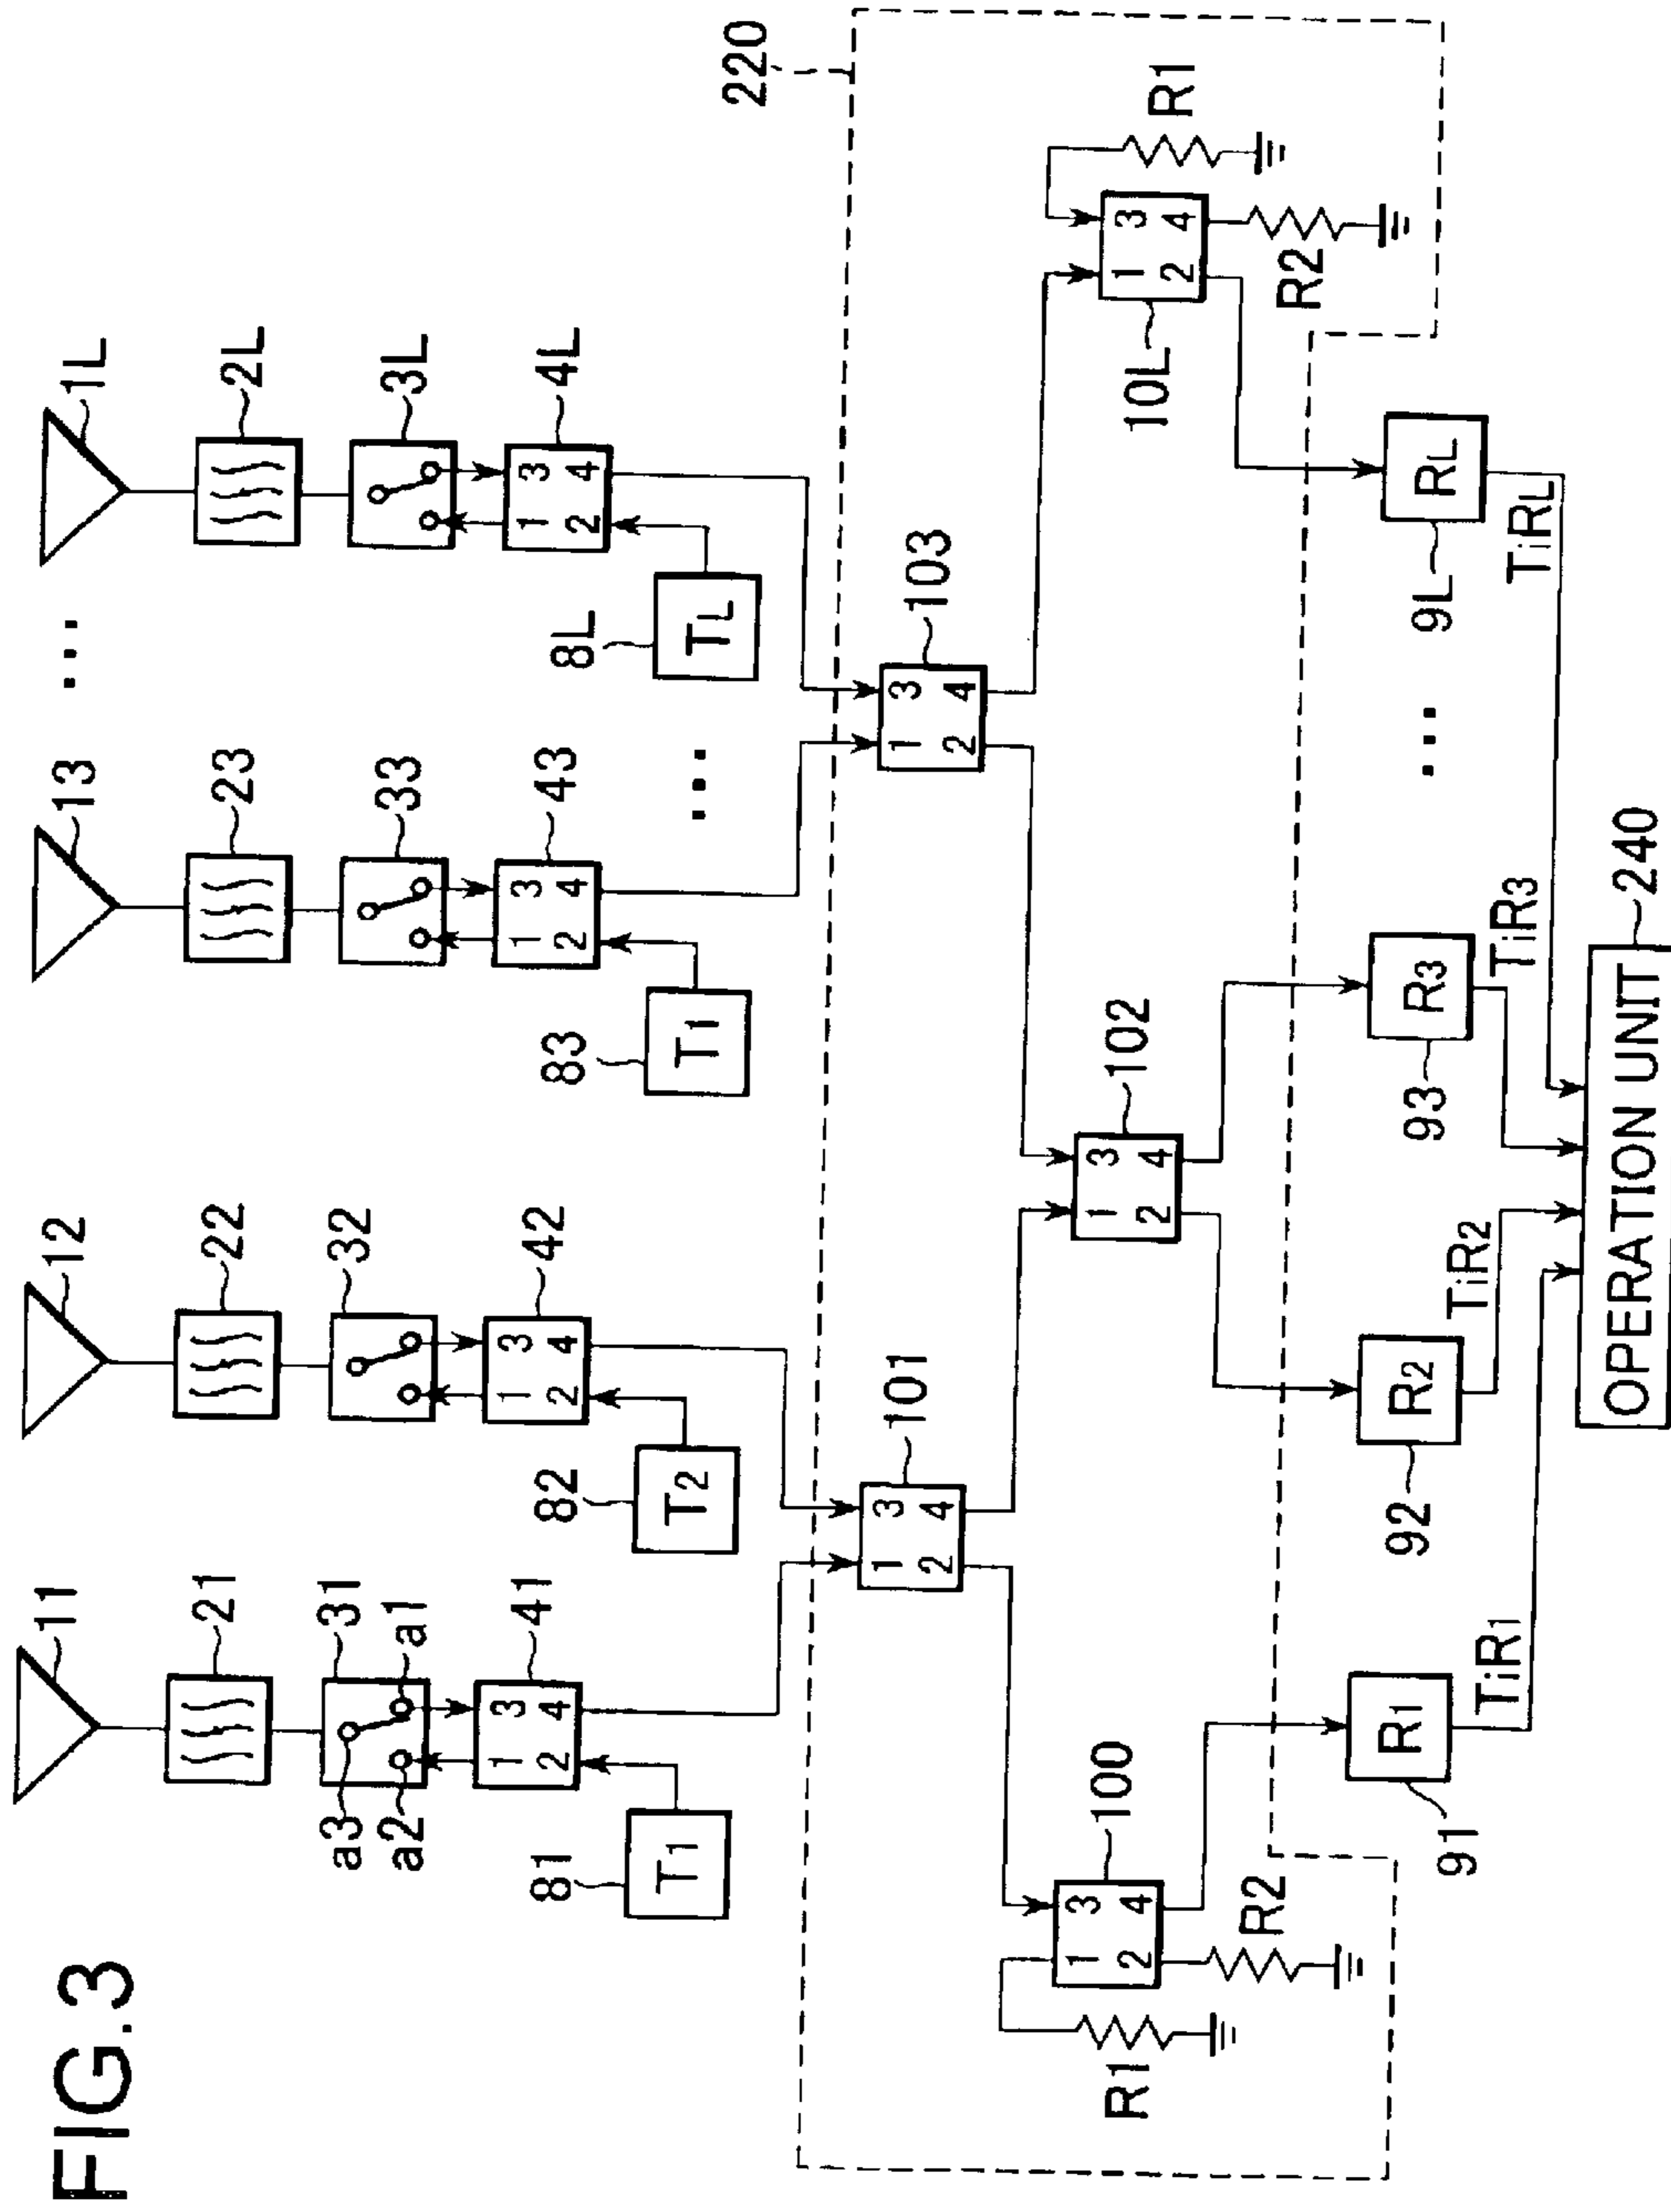 FIG.3
11
12
13
...
1L
21
22
23
2L
31
a3
a2
a1
32
33
3L
41
1 3
2 4
42
1 3
2 4
43
1 3
2 4
4L
1 3
2 4
81
T1
82
T2
83
T1
...
8L
TL
220
101
1 3
2 4
103
1 3
2 4
100
1 3
2 4
R1
R2
102
1 3
2 4
10L
1 3
2 4
R1
R2
91
R1
92
R2
93
R3
...
9L
RL
TiR1
TiR2
TiR3
TiRL
OPERATION UNIT
240